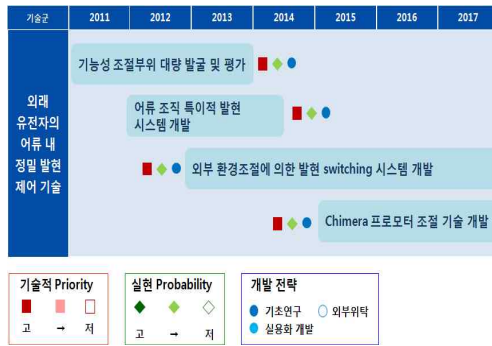 기술군 2011 2012 2013 2014 2015 2016 2017
외래
유전자의
어류 내
정밀 발현
제어 기술
기능성 조절부위 대량 발굴 및 평가
어류 조직 특이적 발현
시스템 개발
외부 환경조절에 의한 발현 switching 시스템 개발
Chimera 프로모터 조절 기술 개발
기술적 Priority
고 → 저
실현 Probability
고 → 저
개발 전략
기초연구 외부위탁
실용화 개발